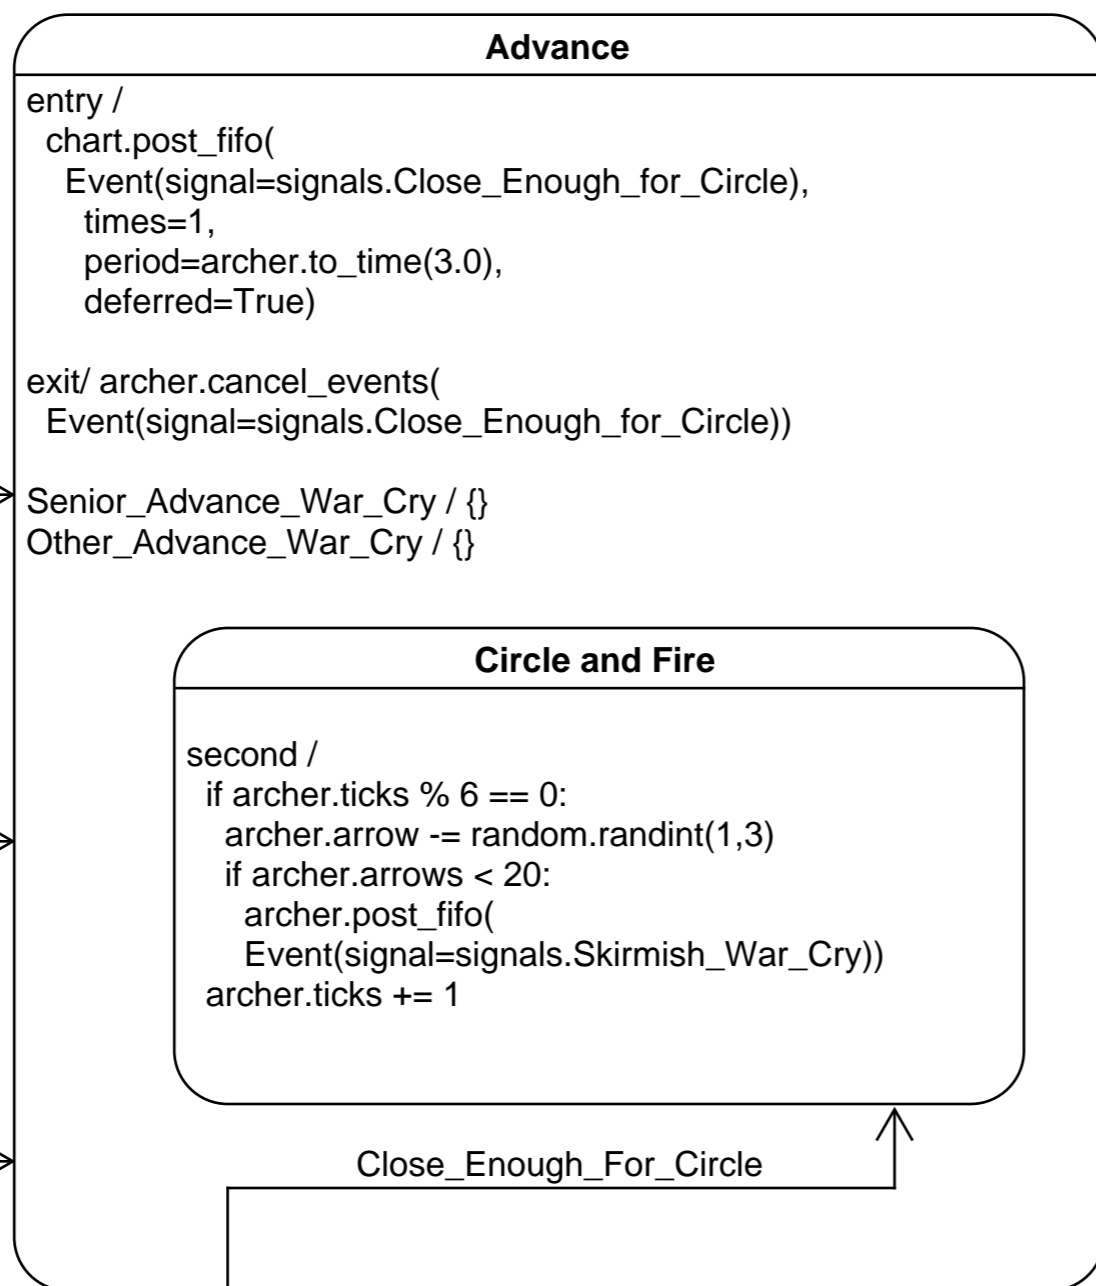 Advance
entry /
chart.post_fifo(
Event(signal=signals.Close_Enough_for_Circle),
times=1,
period=archer.to_time(3.0),
deferred=True)
exit/ archer.cancel_events(
Event(signal=signals.Close_Enough_for_Circle))
Senior_Advance_War_Cry / {}
Other_Advance_War_Cry / {}
Circle and Fire
second /
if archer.ticks % 6 == 0:
archer.arrow -= random.randint(1,3)
if archer.arrows < 20:
archer.post_fifo(
Event(signal=signals.Skirmish_War_Cry))
archer.ticks += 1
Close_Enough_For_Circle